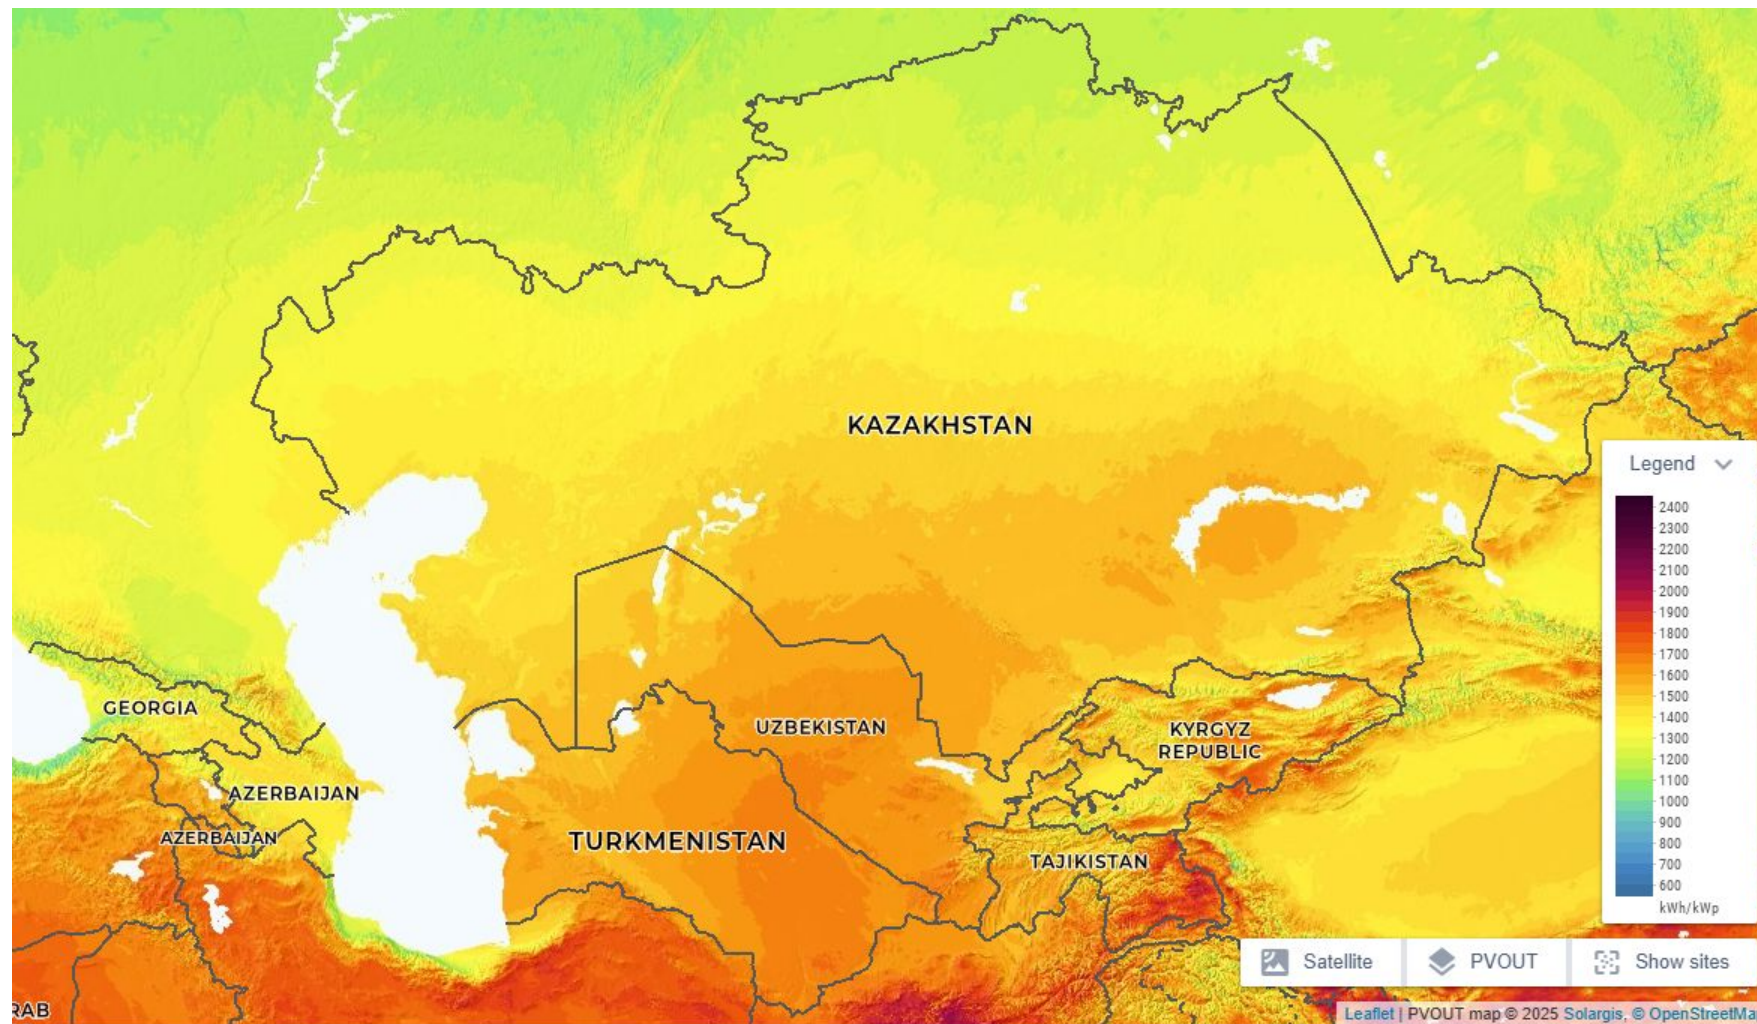 KAZAKHSTAN
GEORGIA
UZBEKISTAN
KYRGYZ
REPUBLIC
AZERBAIJAN
AZERBAIJAN
TURKMENISTAN
TAJIKISTAN
RAB
Legend
2400
2300
2200
2100
2000
1900
1800
1700
1600
1500
1400
1300
1200
1100
1000
900
800
700
600
kWh/kWp
Satellite
PVOUT
Show sites
Leaflet | PVOUT map © 2025 Solargis, © OpenStreetMa